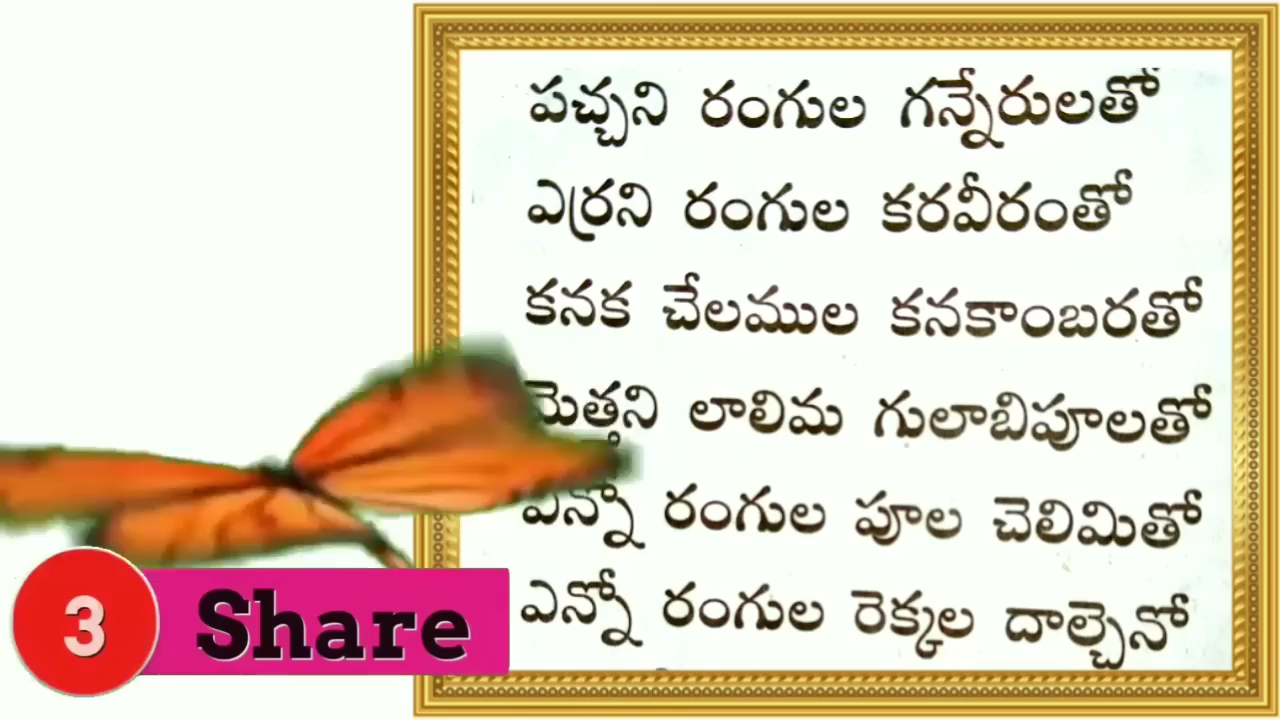 పచ్చని రంగుల గన్నేరులతో
ఎర్రని రంగుల కరవీరంతో
కనక చేలముల కనకాంబరతో
మెత్తని లాలిమ గులాబిపూలతో
ఎన్నో రంగుల పూల చెలిమితో
ఎన్నో రంగుల రెక్కల దాల్చెనో
3 Share